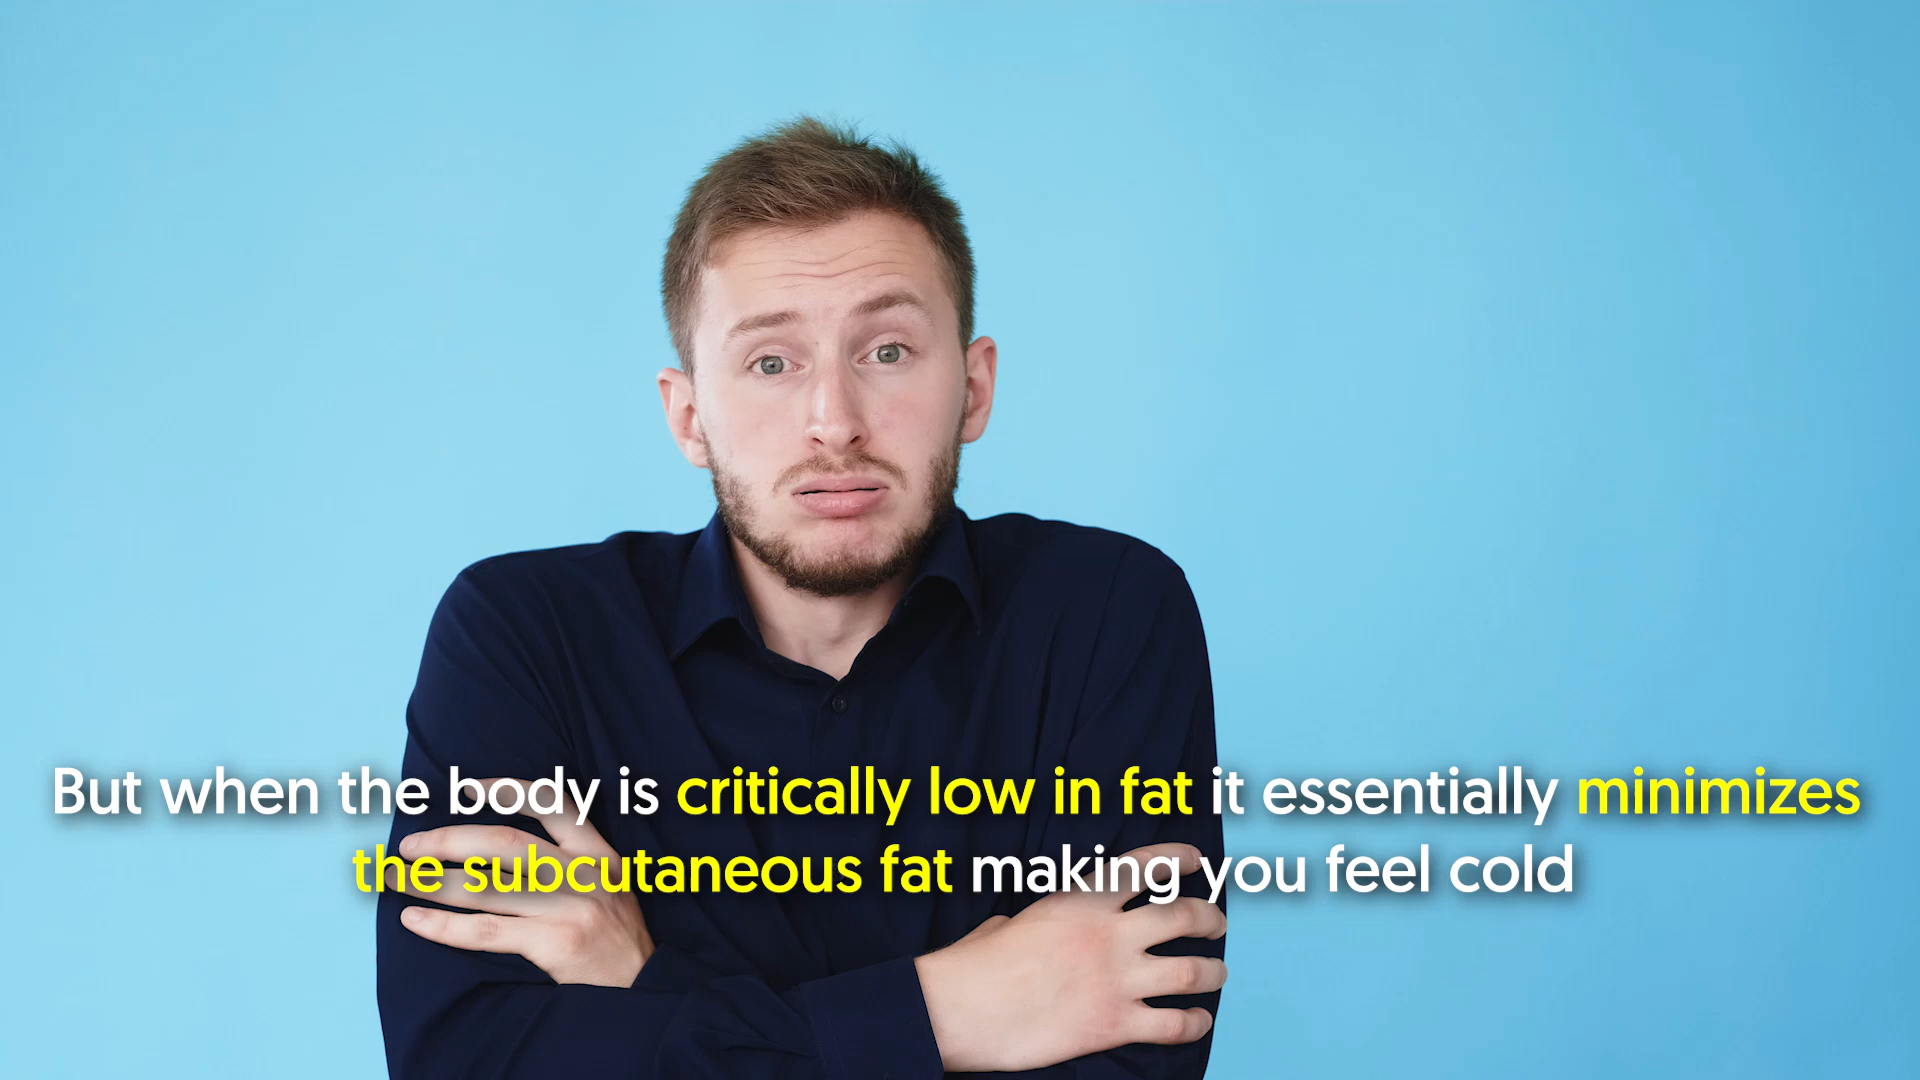 But when the body is critically low in fat it essentially minimizes
the subcutaneous fat making you feel cold